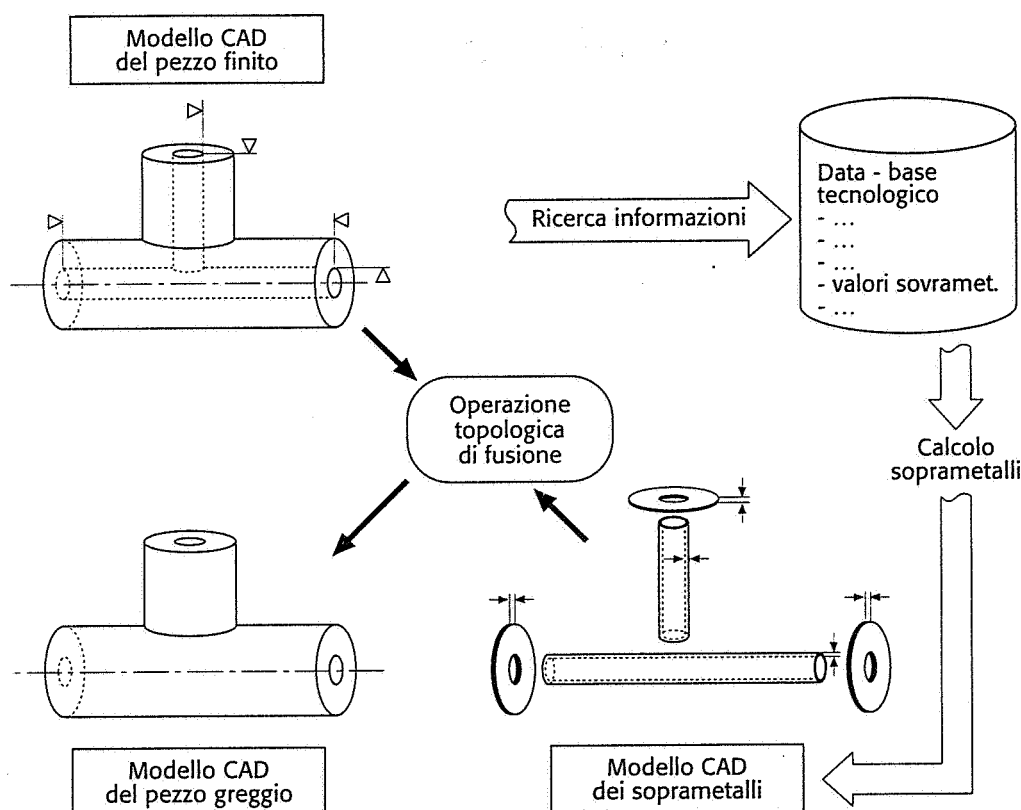 Modello CAD
del pezzo finito
Ricerca informazioni
Data - base
tecnologico
- ...
- ...
- ...
- valori sovramet.
- ...
Operazione
topologica
di fusione
Calcolo
soprametalli
Modello CAD
del pezzo greggio
Modello CAD
dei soprametalli